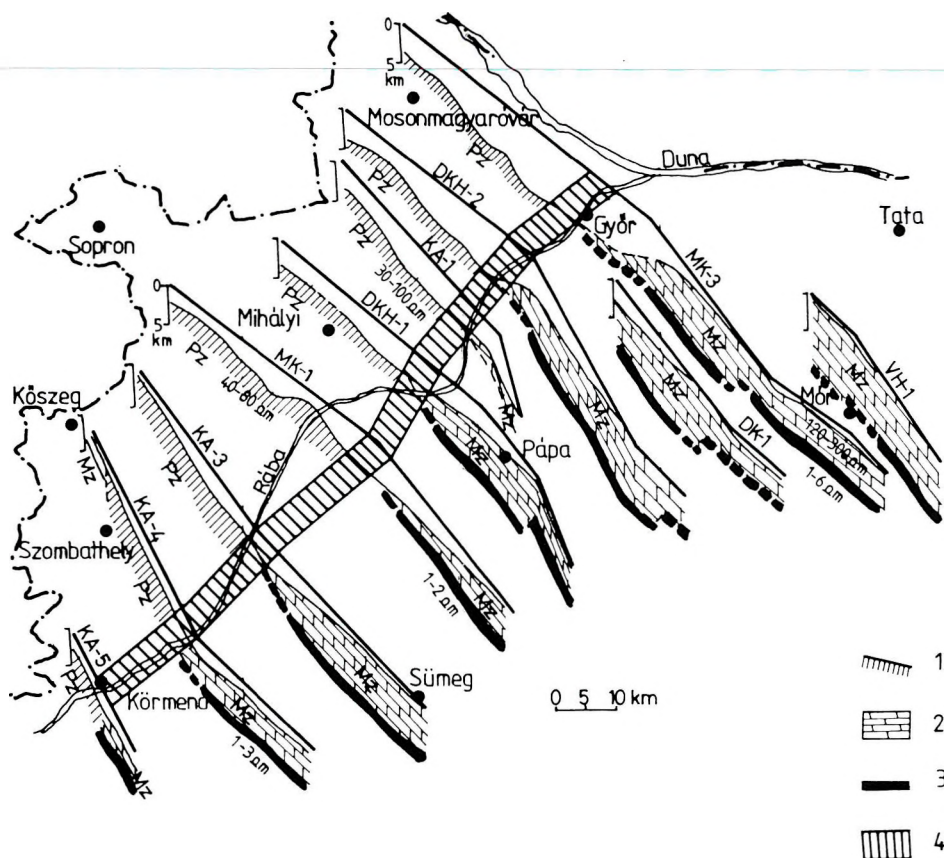 0
5
km
Mosonmagyaróvár
Pz
Duna
DKH-2
Pz
Tata
Győr
Sopron
Pz
KA-1
MK-3
30-100 Ωm
DKH-1
Pz
0
5
km
Mihályi
MK-1
Pz
Mz
Mz
VH-1
Mór
Kőszeg
40-80 Ωm
Mz
Mz
Mz
DK-1
120-900 Ωm
1-6 Ωm
Mz
KA-3
Pz
Rába
Mz
Pápa
KA-4
Szombathely
Pz
Mz
1-2 Ωm
KA-5
Pz
Körmend
Mz
Mz
Sümeg
0 5 10 km
1-3 Ωm
Mz
1
2
3
4